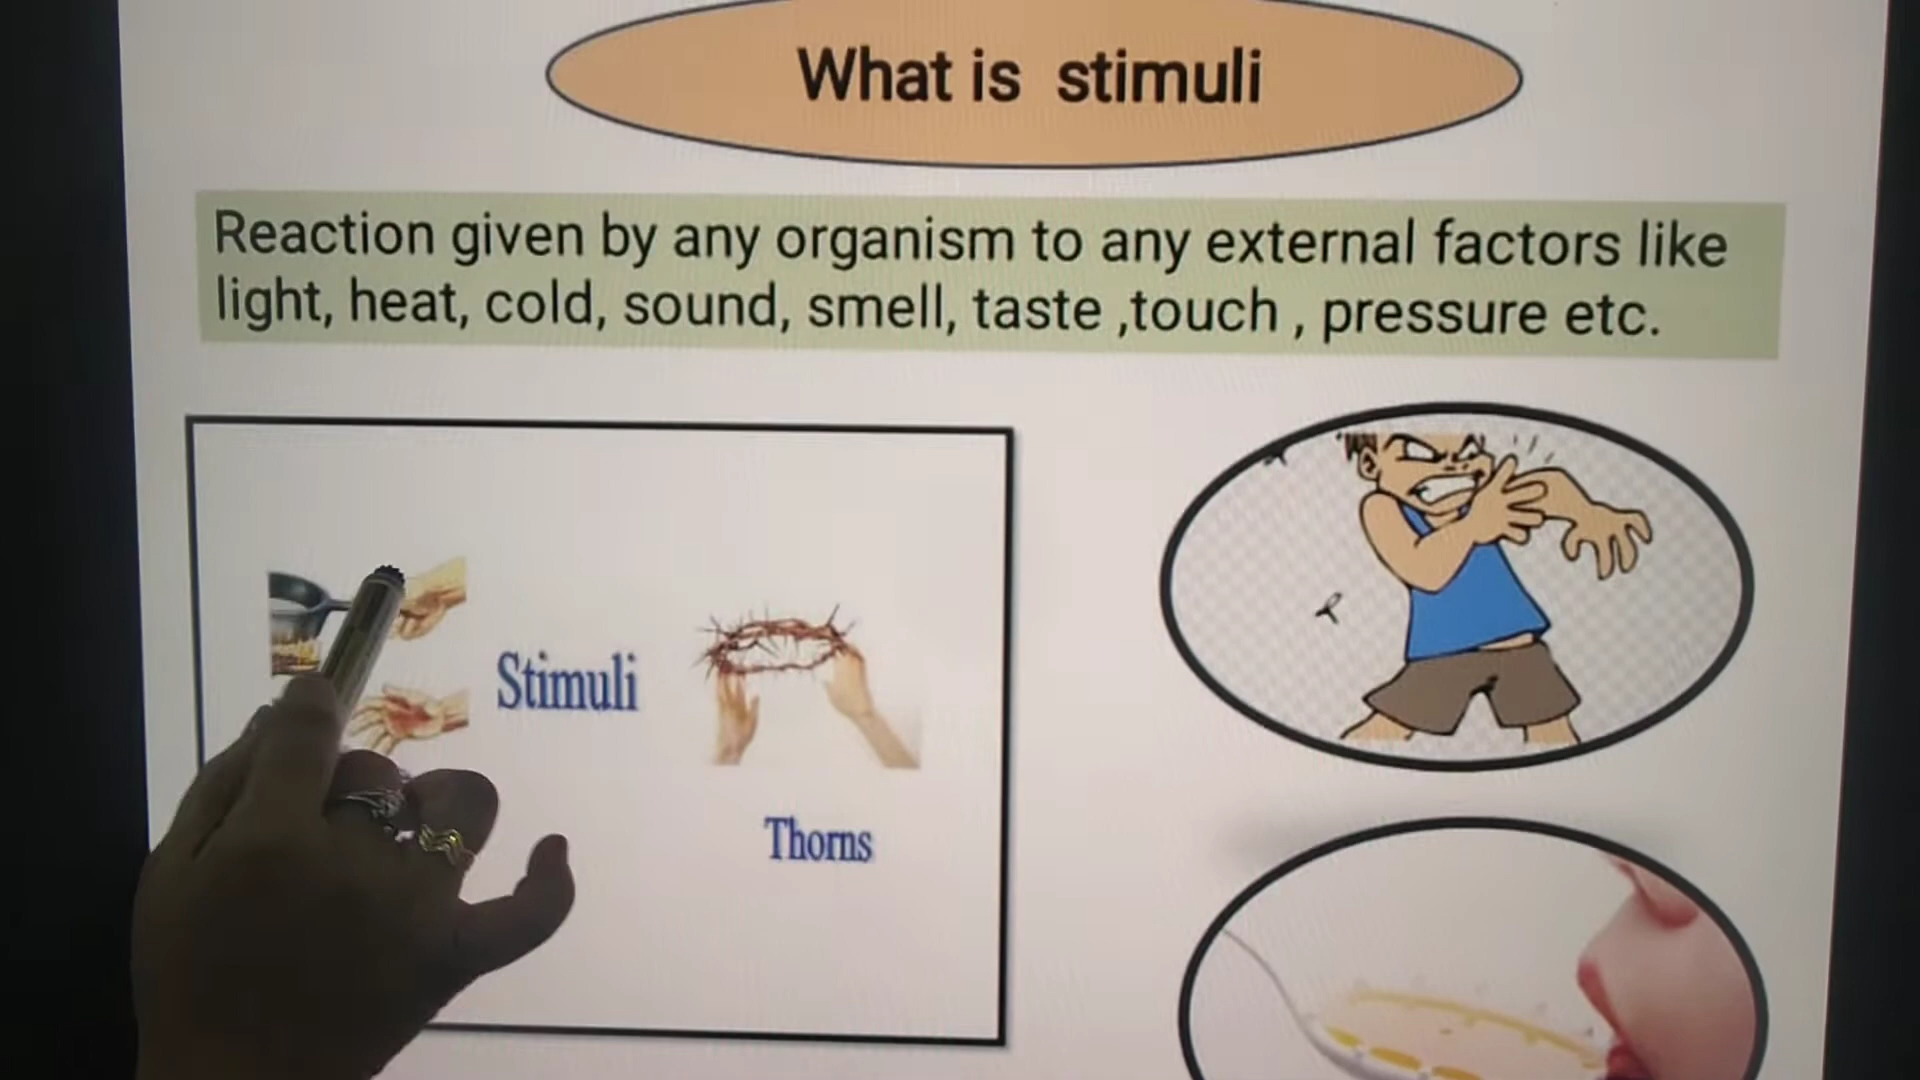 What is stimuli
Reaction given by any organism to any external factors like
light, heat, cold, sound, smell, taste ,touch , pressure etc.
Stimuli
Thorns